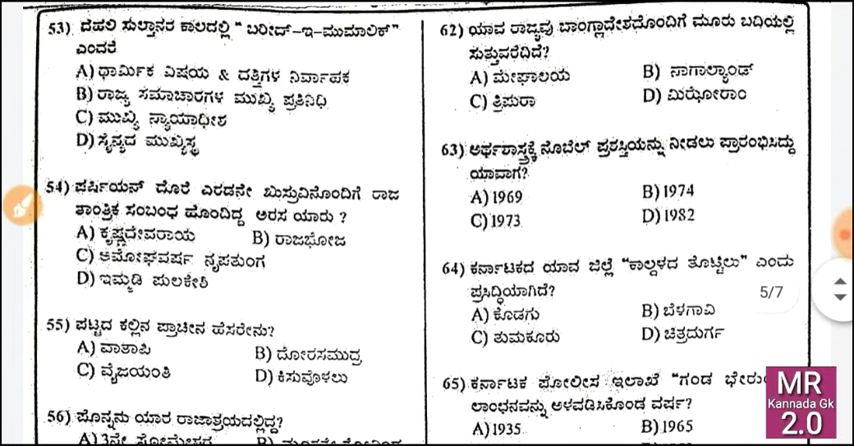 53) ದೆಹಲಿ ಸುಲ್ತಾನರ ಕಾಲದಲ್ಲಿ "ಬರೀದ್-ಇ-ಮುಮಾಲಿಕ್"
ಎಂದರೆ
A) ಧಾರ್ಮಿಕ ವಿಷಯ & ದತ್ತಿಗಳ ನಿರ್ವಾಹಕ
B) ರಾಜ್ಯ ಸಮಾಚಾರಗಳ ಮುಖ್ಯ ಪ್ರತಿನಿಧಿ
C) ಮುಖ್ಯ ನ್ಯಾಯಾಧೀಶ
D) ಸೈನ್ಯದ ಮುಖ್ಯಸ್ಥ
54) ಪರ್ಷಿಯನ್ ದೊರೆ ಎರಡನೇ ಖುಸ್ರುವಿನೊಂದಿಗೆ ರಾಜ
ತಾಂತ್ರಿಕ ಸಂಬಂಧ ಹೊಂದಿದ್ದ ಅರಸ ಯಾರು ?
A) ಕೃಷ್ಣದೇವರಾಯ B) ರಾಜಭೋಜ
C) ಅಮೋಘವರ್ಷ ನೃಪತುಂಗ
D) ಇಮ್ಮಡಿ ಪುಲಕೇಶಿ
55) ಪಟ್ಟದ ಕಲ್ಲಿನ ಪ್ರಾಚೀನ ಹೆಸರೇನು?
A) ವಾತಾಪಿ B) ದೋರಸಮುದ್ರ
C) ವೈಜಯಂತಿ D) ಕಿಸುವೊಳಲು
56) ಪೊನ್ನನು ಯಾರ ರಾಜಾಶ್ರಯದಲ್ಲಿದ್ದ?
A) 3ನೇ ಸೋಮೇಶ್ವರ B)
62) ಯಾವ ರಾಜ್ಯವು ಬಾಂಗ್ಲಾದೇಶದೊಂದಿಗೆ ಮೂರು ಬದಿಯಲ್ಲಿ
ಸುತ್ತುವರೆದಿದೆ?
A) ಮೇಘಾಲಯ B) ನಾಗಾಲ್ಯಾಂಡ್
C) ತ್ರಿಪುರಾ D) ಮಿಝೋರಾಂ
63) ಅರ್ಥಶಾಸ್ತ್ರಕ್ಕೆ ನೊಬೆಲ್ ಪ್ರಶಸ್ತಿಯನ್ನು ನೀಡಲು ಪ್ರಾರಂಭಿಸಿದ್ದು
ಯಾವಾಗ?
A) 1969 B) 1974
C) 1973 D) 1982
64) ಕರ್ನಾಟಕದ ಯಾವ ಜಿಲ್ಲೆ "ಕಾಲ್ದಳದ ತೊಟ್ಟಿಲು" ಎಂದು
ಪ್ರಸಿದ್ಧಿಯಾಗಿದೆ?
A) ಕೊಡಗು B) ಬೆಳಗಾವಿ
C) ತುಮಕೂರು D) ಚಿತ್ರದುರ್ಗ
65) ಕರ್ನಾಟಕ ಪೋಲೀಸ ಇಲಾಖೆ "ಗಂಡ ಭೇರು
ಲಾಂಛನವನ್ನು ಅಳವಡಿಸಿಕೊಂಡ ವರ್ಷ?
A) 1935 B) 1965
5/7
MR
Kannada Gk
2.0